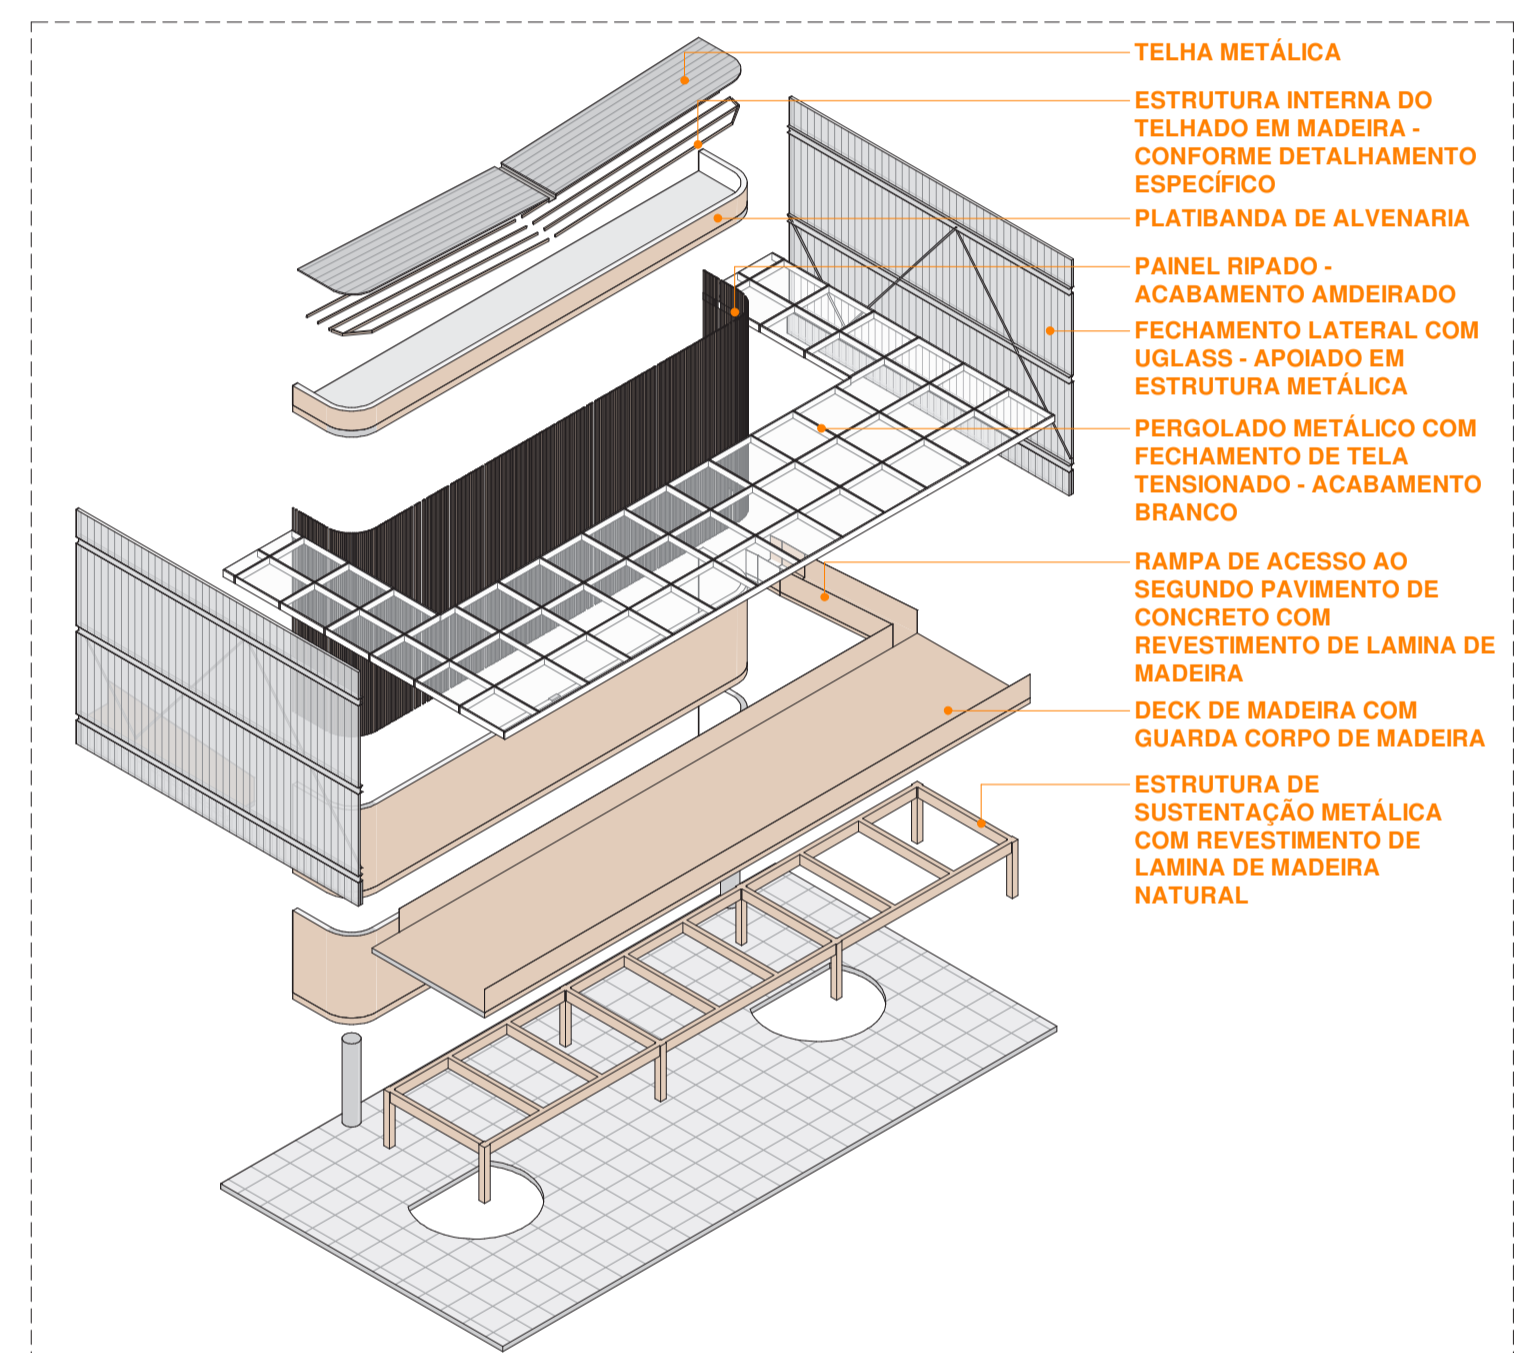 TELHA METÁLICA
ESTRUTURA INTERNA DO
TELHADO EM MADEIRA -
CONFORME DETALHAMENTO
ESPECÍFICO
PLATIBANDA DE ALVENARIA
PAINEL RIPADO -
ACABAMENTO AMDEIRADO
FECHAMENTO LATERAL COM
UGLASS - APOIADO EM
ESTRUTURA METÁLICA
PERGOLADO METÁLICO COM
FECHAMENTO DE TELA
TENSIONADO - ACABAMENTO
BRANCO
RAMPA DE ACESSO AO
SEGUNDO PAVIMENTO DE
CONCRETO COM
REVESTIMENTO DE LAMINA DE
MADEIRA
DECK DE MADEIRA COM
GUARDA CORPO DE MADEIRA
ESTRUTURA DE
SUSTENTAÇÃO METÁLICA
COM REVESTIMENTO DE
LAMINA DE MADEIRA
NATURAL